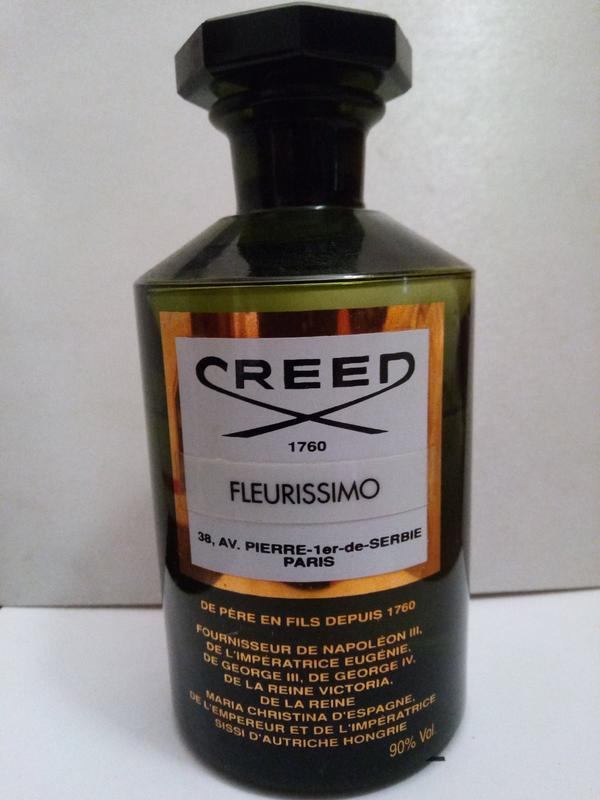 CREED
1760
FLEURISSIMO
38, AV. PIERRE-1er-de-SERBIE
PARIS
DE PÈRE EN FILS DEPUIS 1760
FOURNISSEUR DE NAPOLÉON III,
DE L'IMPÉRATRICE EUGÉNIE.
DE GEORGE III, DE GEORGE IV.
DE LA REINE VICTORIA.
DE LA REINE
MARIA CHRISTINA D'ESPAGNE,
DE L'EMPEREUR ET DE L'IMPÉRATRICE
SISSI D'AUTRICHE HONGRIE
90% Vol.